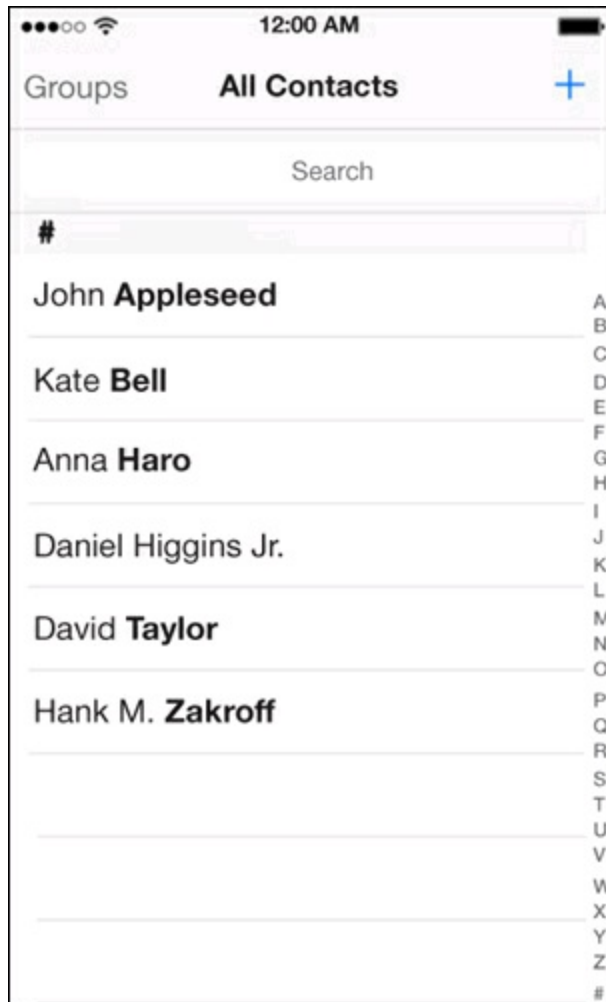 12:00 AM
Groups All Contacts +
Search
#
John Appleseed
Kate Bell
Anna Haro
Daniel Higgins Jr.
David Taylor
Hank M. Zakroff
A
B
C
D
E
F
G
H
I
J
K
L
M
N
O
P
Q
R
S
T
U
V
W
X
Y
Z
#